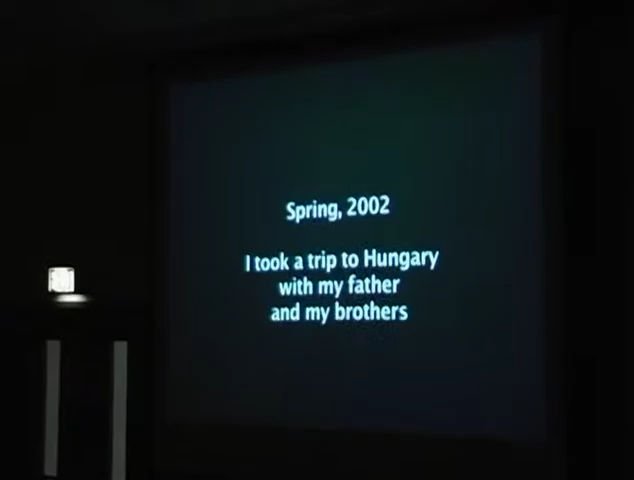 Spring, 2002
I took a trip to Hungary
with my father
and my brothers